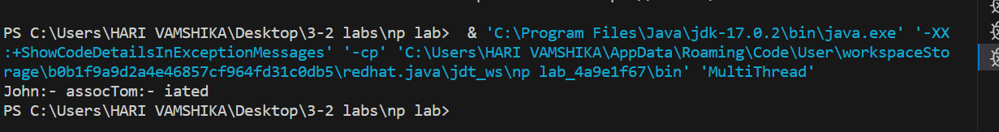 PS C:\Users\HARI VAMSHIKA\Desktop\3-2 labs\np lab>  & 'C:\Program Files\Java\jdk-17.0.2\bin\java.exe' '-XX
:+ShowCodeDetailsInExceptionMessages' '-cp' 'C:\Users\HARI VAMSHIKA\AppData\Roaming\Code\User\workspaceSto
rage\b0b1f9a9d2a4e46857cf964fd31c0db5\redhat.java\jdt_ws\np lab_4a9e1f67\bin' 'MultiThread'
John:- assocTom:- iated
PS C:\Users\HARI VAMSHIKA\Desktop\3-2 labs\np lab>